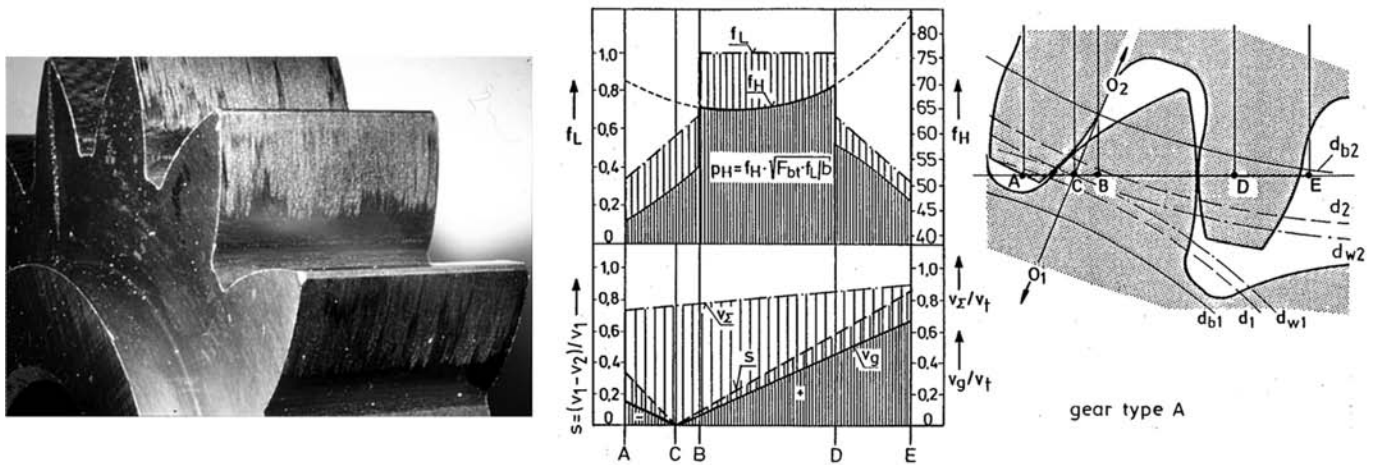 f_L
f_H
1,0
0,8
0,6
0,4
0,2
0
f_L
80
75
70
65
60
55
50
45
40
f_H
p_H = f_H · √F_bt · f_L / b
1,0
0,8
0,6
0,4
0,2
0
s = (v_1 − v_2) / v_1
v_Σ
s
v_g
−
+
1,0
0,8
0,6
0,4
0,2
0
v_Σ/v_t
v_g/v_t
A C B D E
O_2
A C B D E
d_b2
d_2
d_w2
O_1
d_b1 d_1 d_w1
gear type A